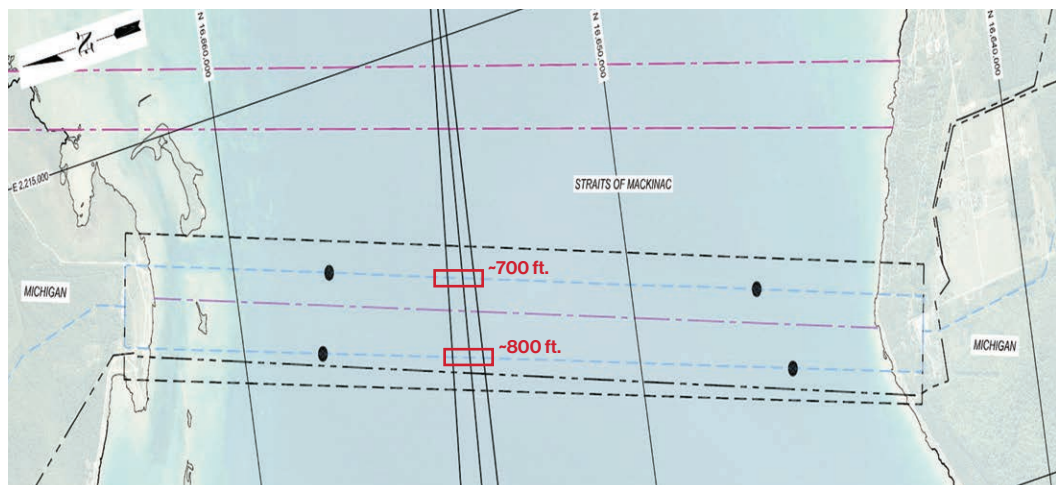 N
N 16,660,000
N 16,650,000
N 16,640,000
E 2,215,000
STRAITS OF MACKINAC
~700 ft.
MICHIGAN
~800 ft.
MICHIGAN